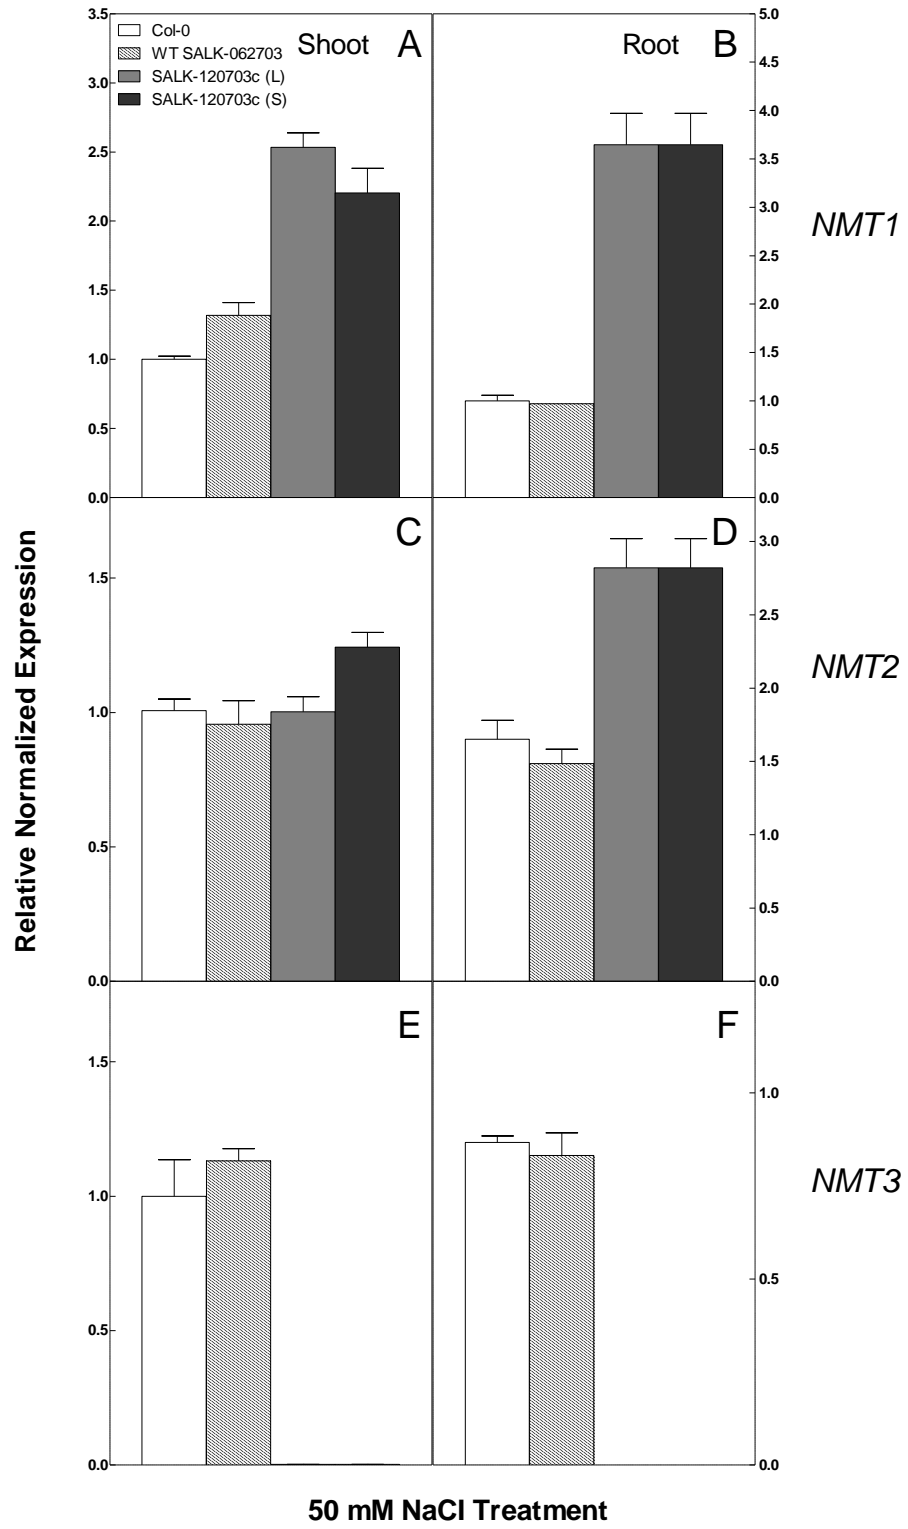 Col-0
WT SALK-062703
SALK-120703c (L)
SALK-120703c (S)
Shoot
A
3.5
3.0
2.5
2.0
1.5
1.0
0.5
0.0
Root
B
5.0
4.5
4.0
3.5
3.0
2.5
2.0
1.5
1.0
0.5
0.0
NMT1
C
1.5
1.0
0.5
0.0
D
3.0
2.5
2.0
1.5
1.0
0.5
0.0
NMT2
E
1.5
1.0
0.5
0.0
F
1.0
0.5
0.0
NMT3
Relative Normalized Expression
50 mM NaCl Treatment